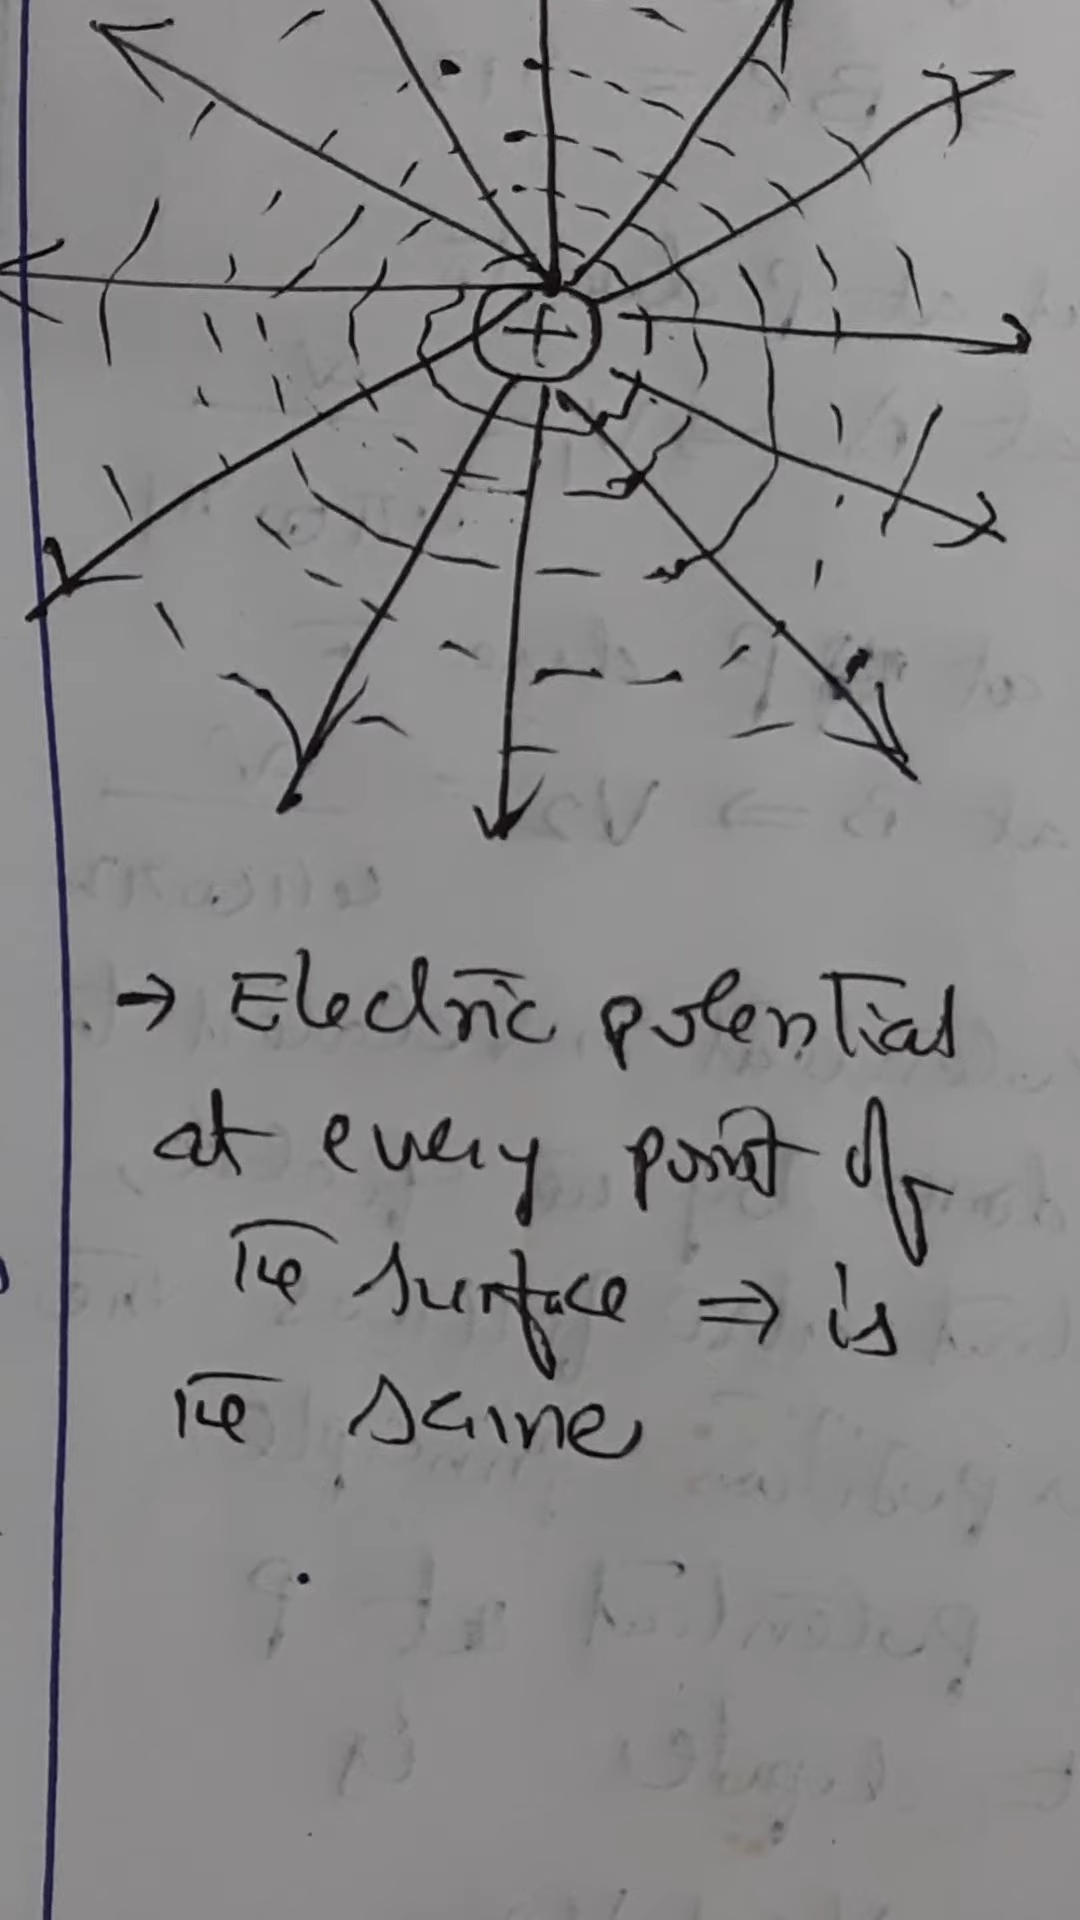 +
→ Electric potential
at every point of
the surface ⇒ is
the same